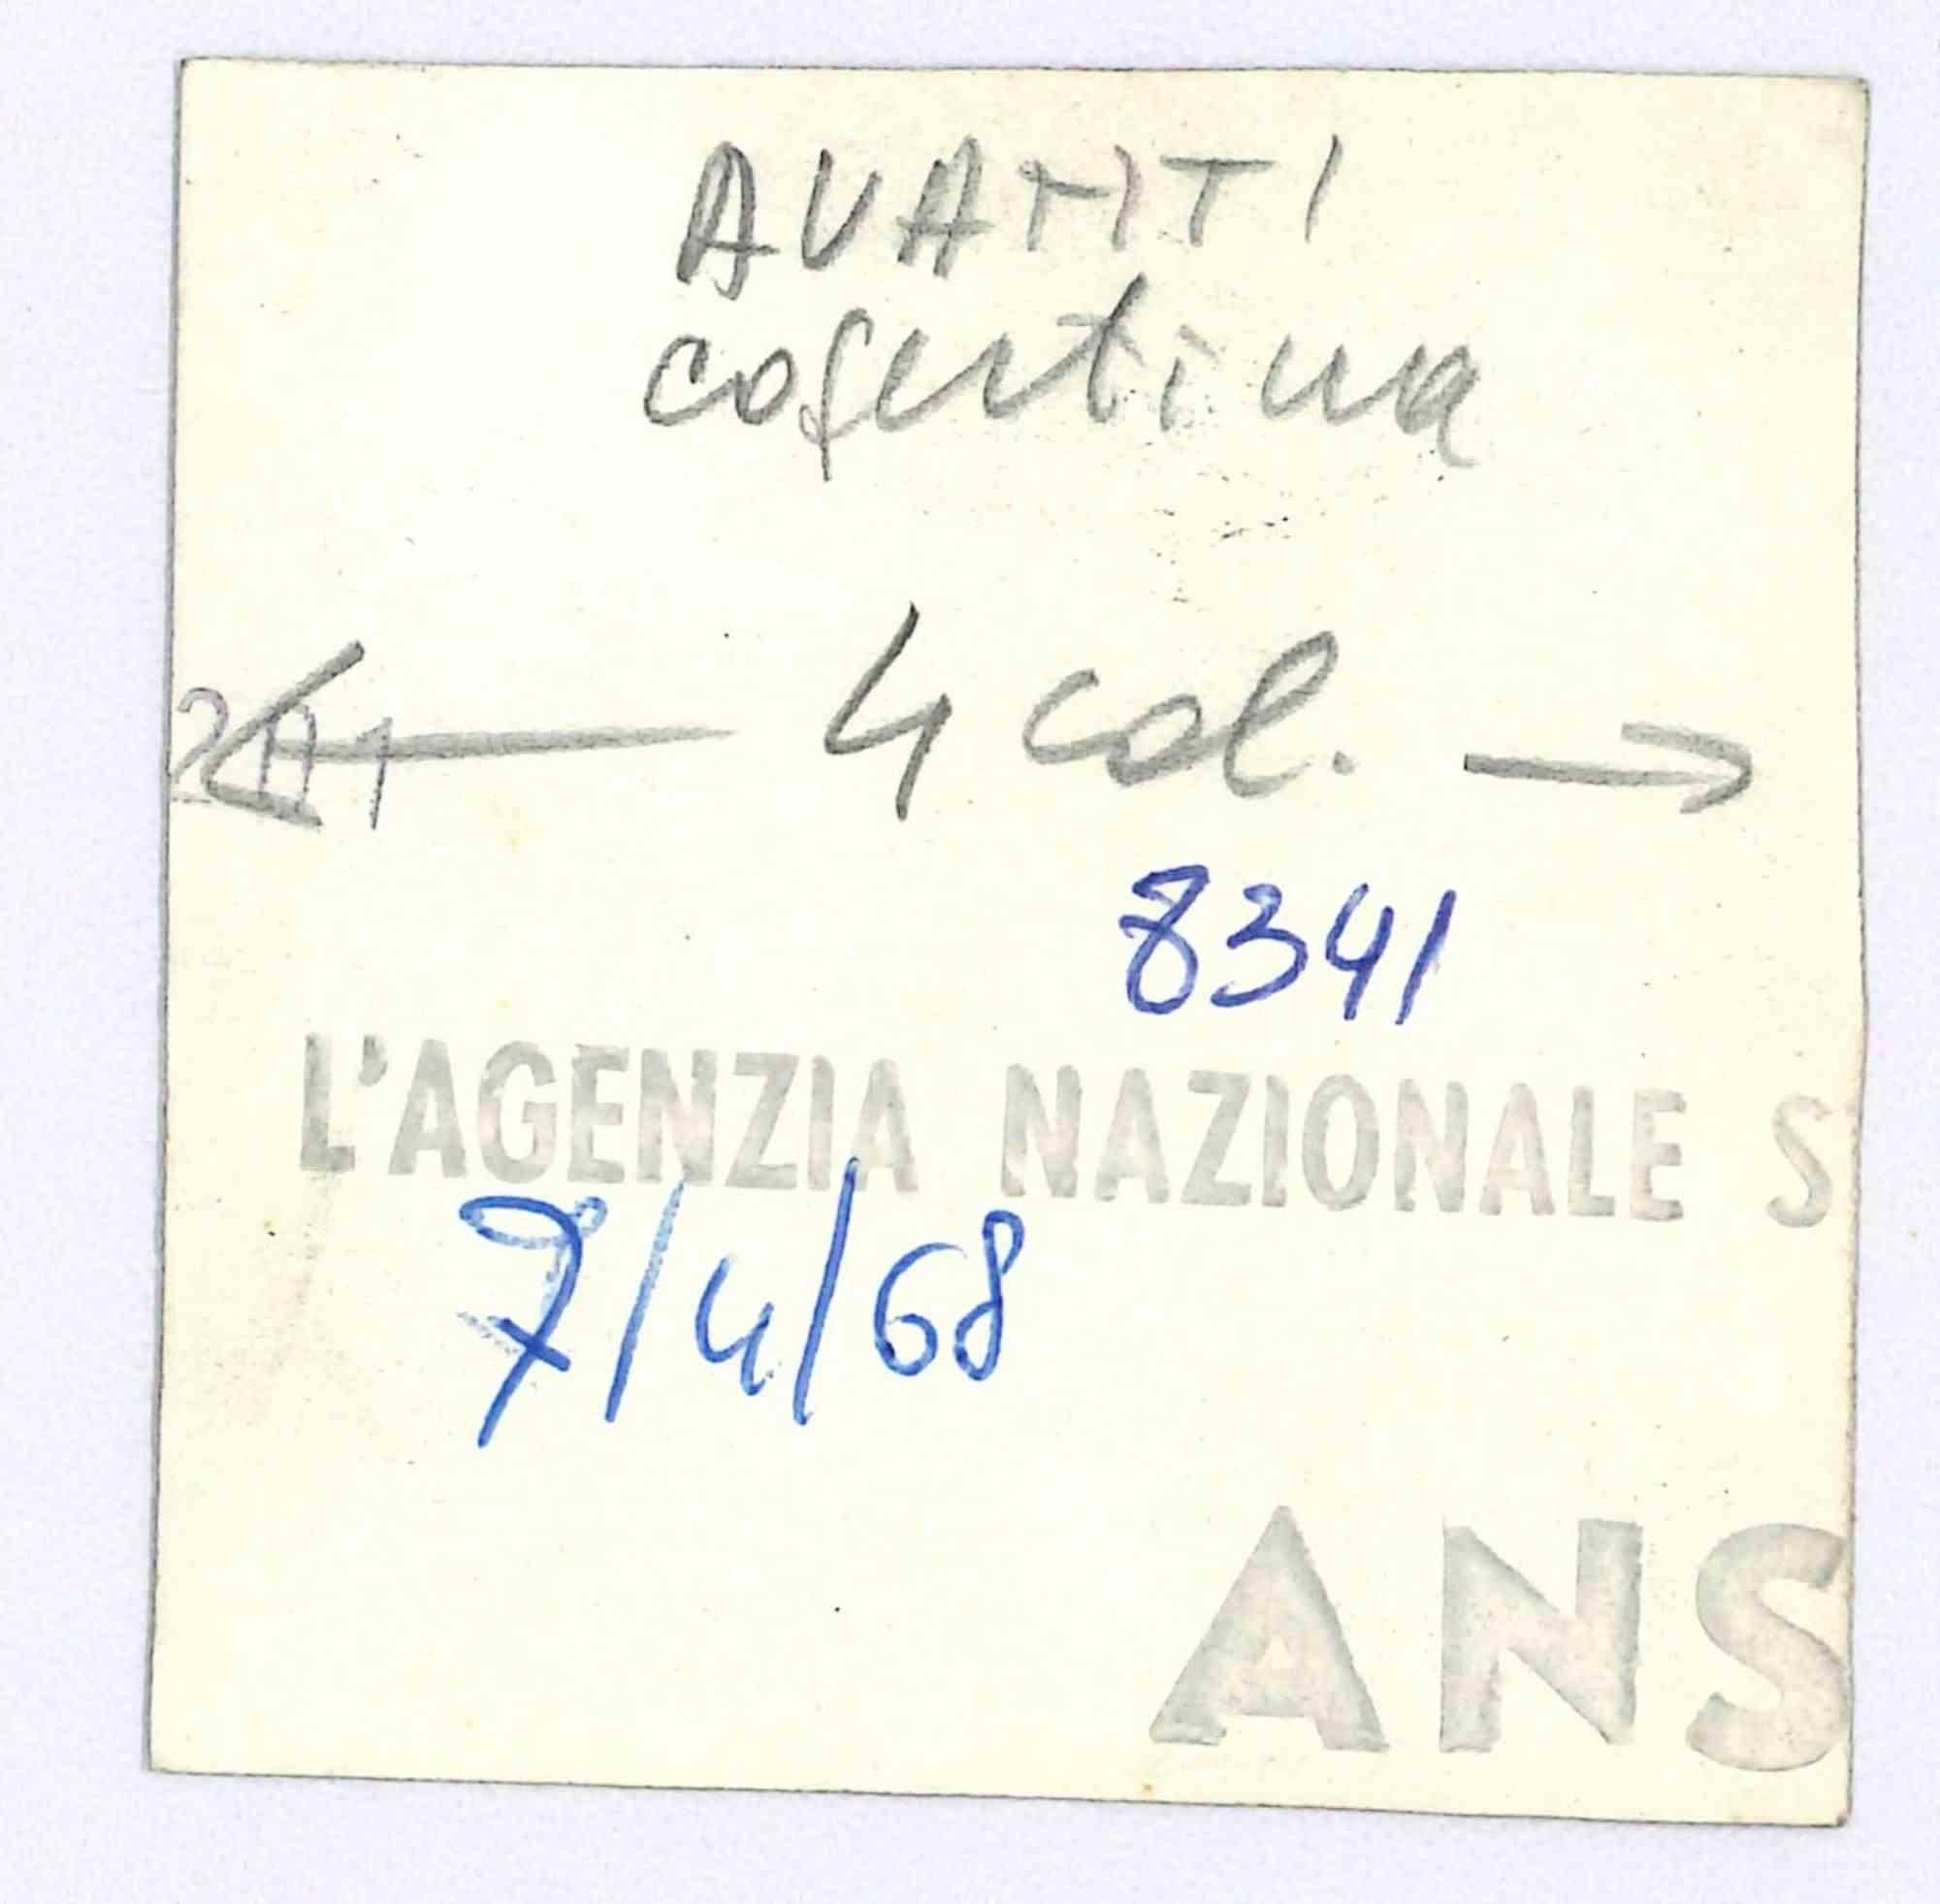 AVANTI
copertina
← 4 col. →
8341
L'AGENZIA NAZIONALE S
7/4/68
ANS